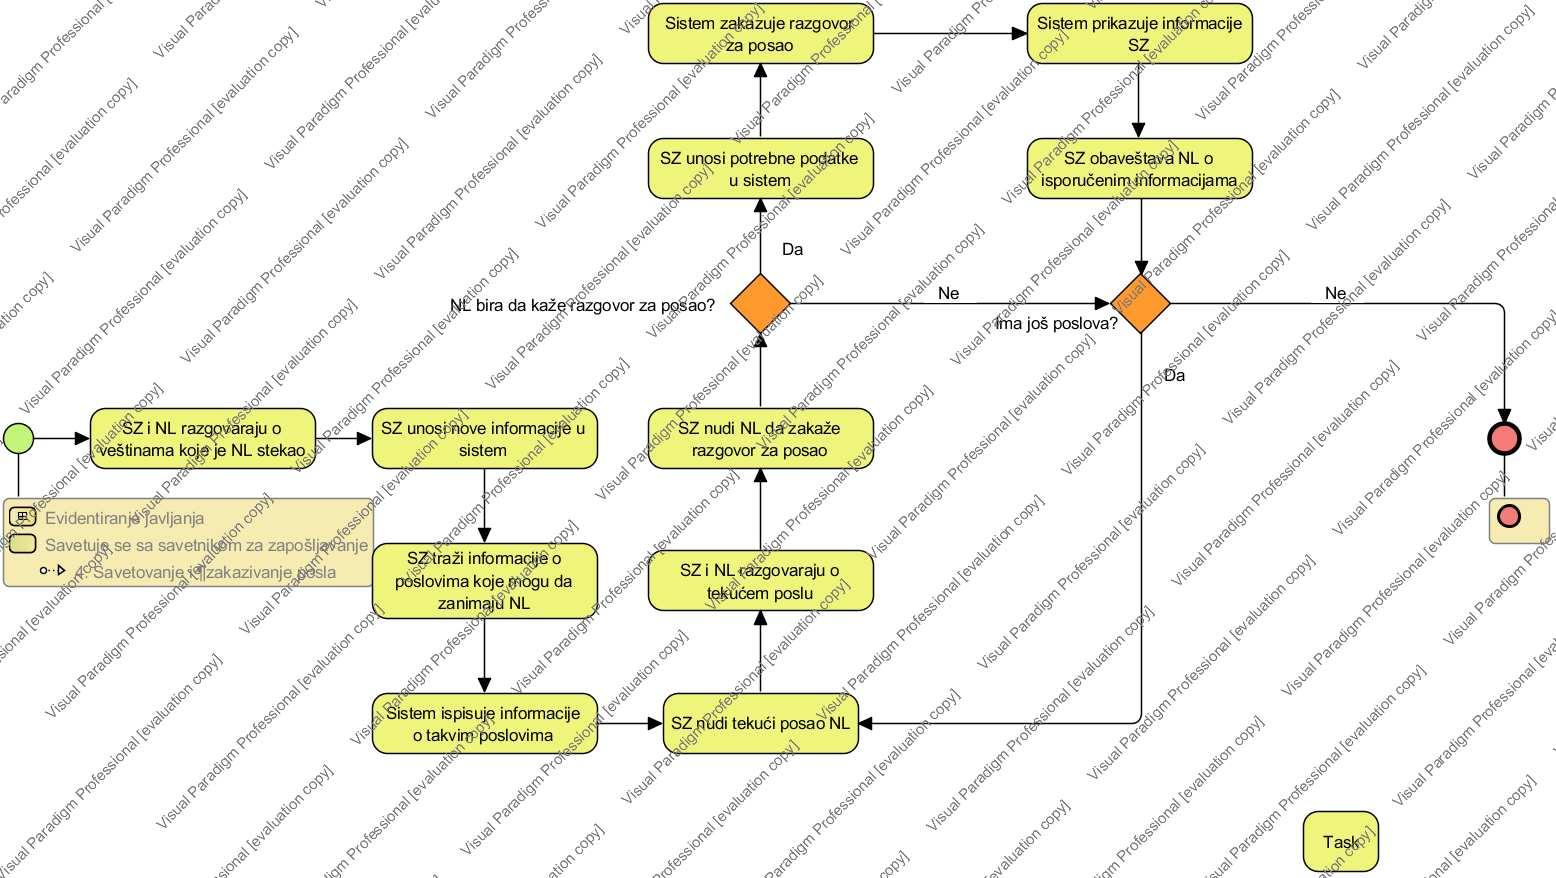 Sistem zakazuje razgovor
za posao
Sistem prikazuje informacije
SZ
SZ unosi potrebne podatke
u sistem
SZ obaveštava NL o
isporučenim informacijama
Da
NL bira da kaže razgovor za posao?
Ne
Ima još poslova?
Ne
Da
SZ i NL razgovaraju o
veštinama koje je NL stekao
SZ unosi nove informacije u
sistem
SZ nudi NL da zakaže
razgovor za posao
Evidentiranje javljanja
Savetuje se sa savetnikom za zapošljavanje
4. Savetovanje i¶zakazivanje posla
SZ traži informacije o
poslovima koje mogu da
zanimaju NL
SZ i NL razgovaraju o
tekućem poslu
Sistem ispisuje informacije
o takvim poslovima
SZ nudi tekući posao NL
Task
Visual Paradigm Professional [evaluation copy]